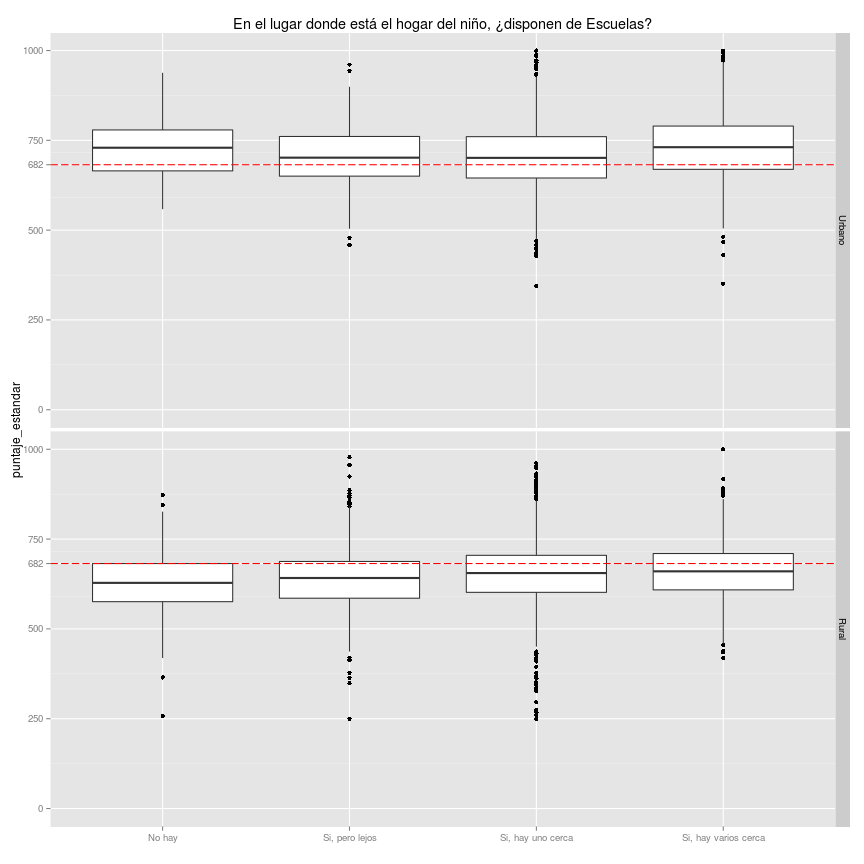 En el lugar donde está el hogar del niño, ¿disponen de Escuelas?
1000
750
682
500
250
0
Urbano
puntaje_estandar
1000
750
682
500
250
0
Rural
No hay
Si, pero lejos
Si, hay uno cerca
Si, hay varios cerca